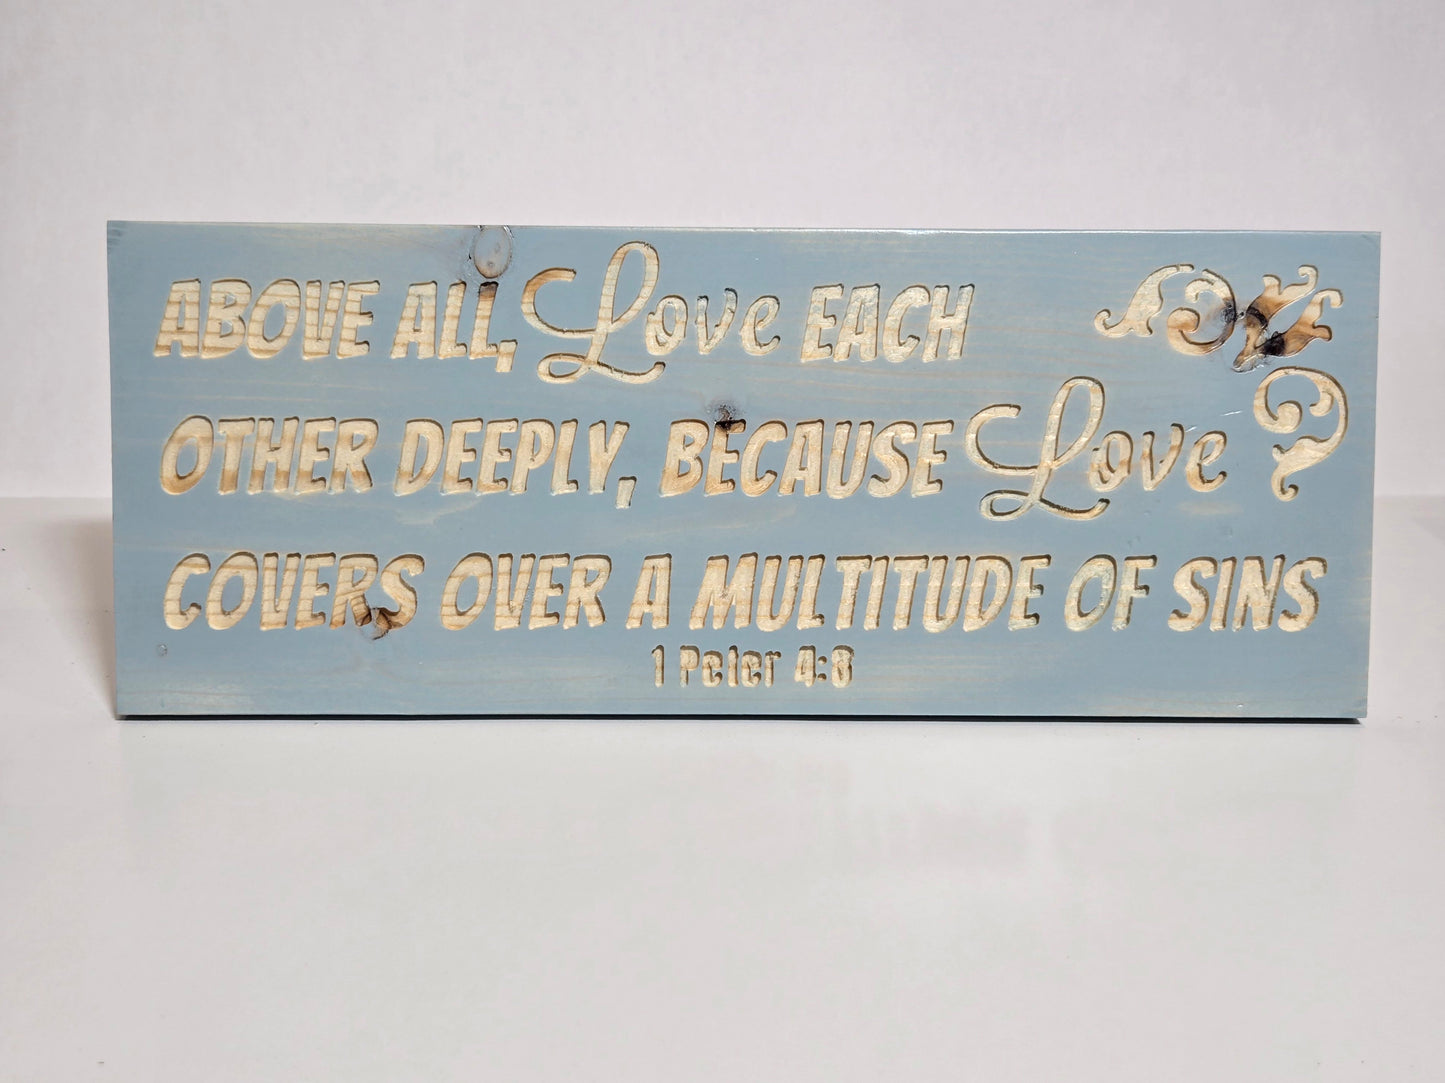 ABOVE ALL, Love EACH
OTHER DEEPLY, BECAUSE Love
COVERS OVER A MULTITUDE OF SINS
1 Peter 4:8